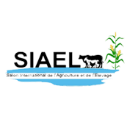 SIAEL
Salon International de l'Agriculture et de l'Elevage